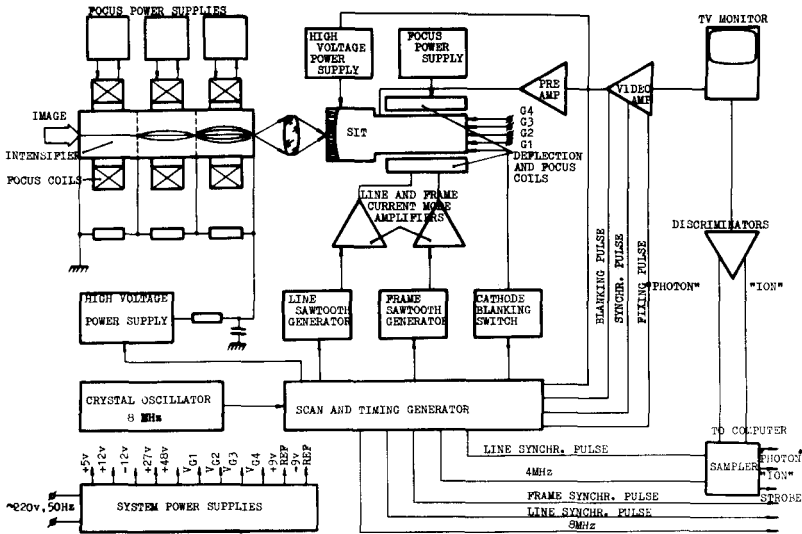 FOCUS POWER SUPPLIES
HIGH
VOLTAGE
POWER
SUPPLY
FOCUS
POWER
SUPPLY
TV MONITOR
PRE
AMP
VIDEO
AMP
IMAGE
INTENSIFIER
FOCUS COILS
SIT
G4
G3
G2
G1
DEFLECTION
AND FOCUS
COILS
LINE AND FRAME
CURRENT MODE
AMPLIFIERS
DISCRIMINATORS
"PHOTON"
"ION"
BLANKING PULSE
SYNCHR. PULSE
FIXING PULSE
HIGH VOLTAGE
POWER SUPPLY
LINE
SAWTOOTH
GENERATOR
FRAME
SAWTOOTH
GENERATOR
CATHODE
BLANKING
SWITCH
CRYSTAL OSCILLATOR
8 MHz
SCAN AND TIMING GENERATOR
TO COMPUTER
SAMPLER
"PHOTON"
"ION"
STROBE
LINE SYNCHR. PULSE
4MHz
FRAME SYNCHR. PULSE
LINE SYNCHR. PULSE
8MHz
+5v
+12v
-12v
+27v
+48v
VG1
VG2
VG3
VG4
+9v
REF
-9v
REF
~220v,50Hz
SYSTEM POWER SUPPLIES